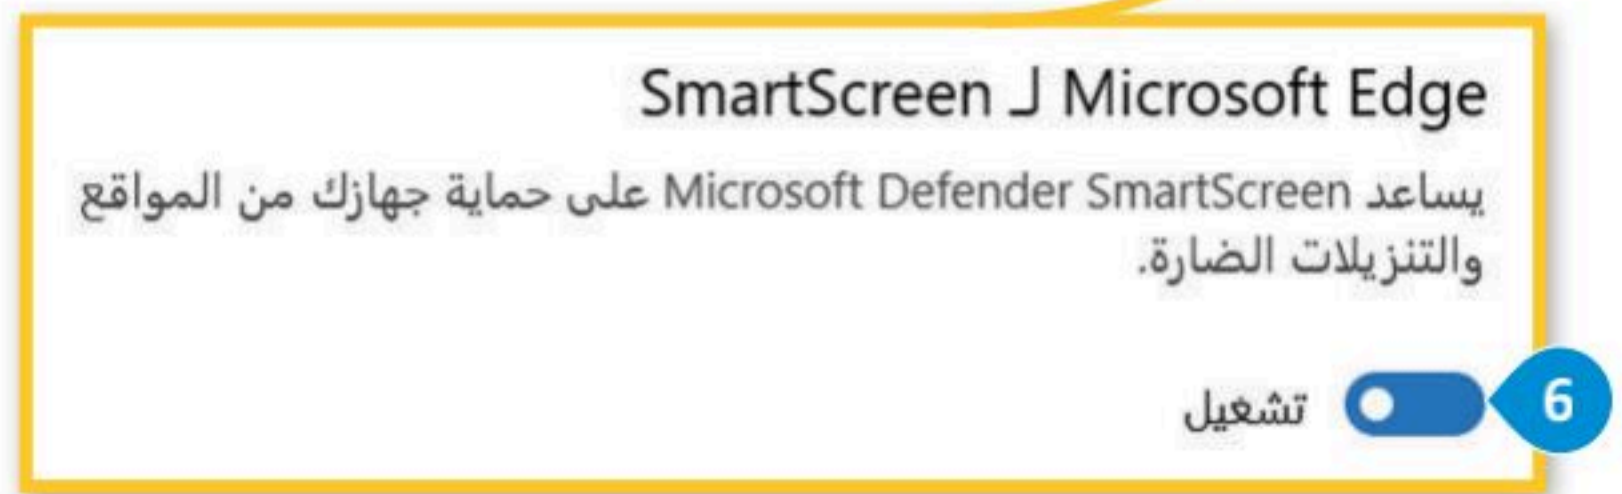 SmartScreen لـ Microsoft Edge
يساعد Microsoft Defender SmartScreen على حماية جهازك من المواقع
والتنزيلات الضارة.
تشغيل
6